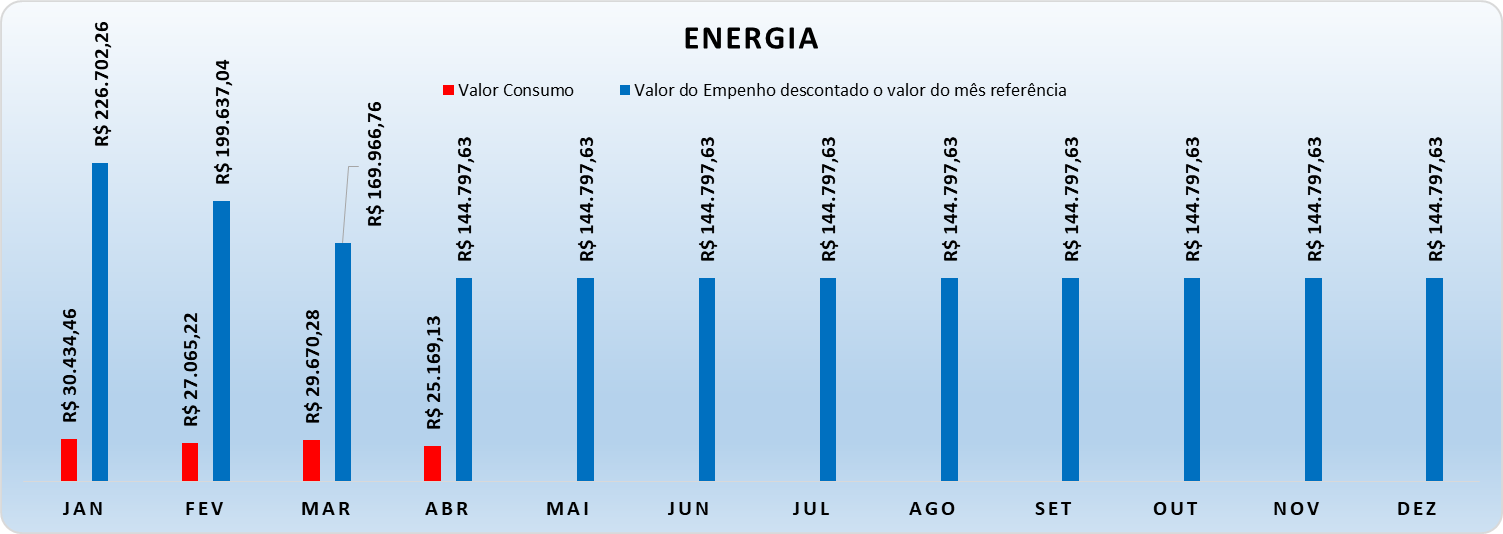 ENERGIA
Valor Consumo
Valor do Empenho descontado o valor do mês referência
R$ 30.434,46
R$ 226.702,26
R$ 27.065,22
R$ 199.637,04
R$ 29.670,28
R$ 169.966,76
R$ 25.169,13
R$ 144.797,63
R$ 144.797,63
R$ 144.797,63
R$ 144.797,63
R$ 144.797,63
R$ 144.797,63
R$ 144.797,63
R$ 144.797,63
R$ 144.797,63
JAN
FEV
MAR
ABR
MAI
JUN
JUL
AGO
SET
OUT
NOV
DEZ